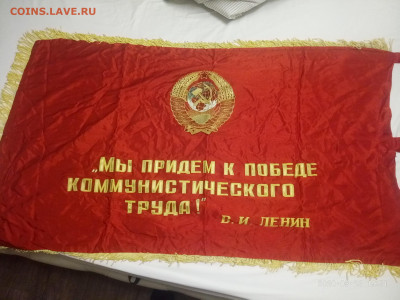 COINS.LAVE.RU
„МЫ ПРИДЕМ К ПОБЕДЕ
КОММУНИСТИЧЕСКОГО
ТРУДА!"
В. И. ЛЕНИН